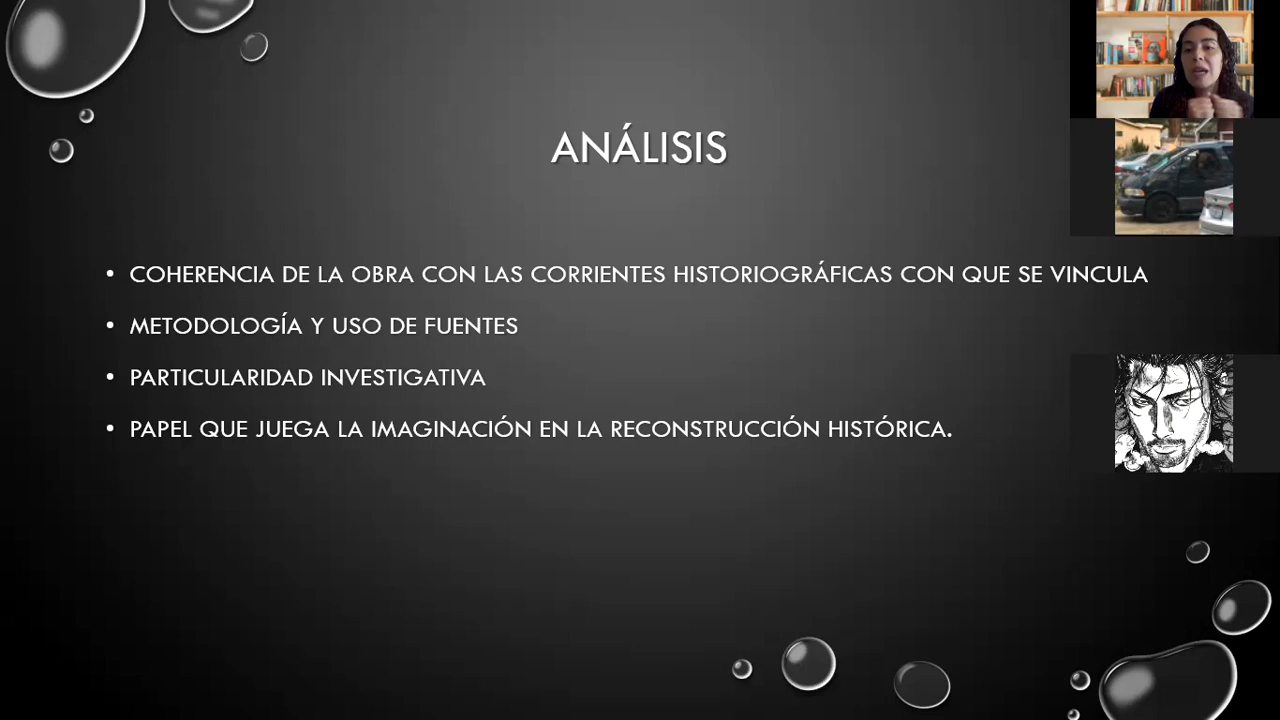 ANÁLISIS
• COHERENCIA DE LA OBRA CON LAS CORRIENTES HISTORIOGRÁFICAS CON QUE SE VINCULA
• METODOLOGÍA Y USO DE FUENTES
• PARTICULARIDAD INVESTIGATIVA
• PAPEL QUE JUEGA LA IMAGINACIÓN EN LA RECONSTRUCCIÓN HISTÓRICA.